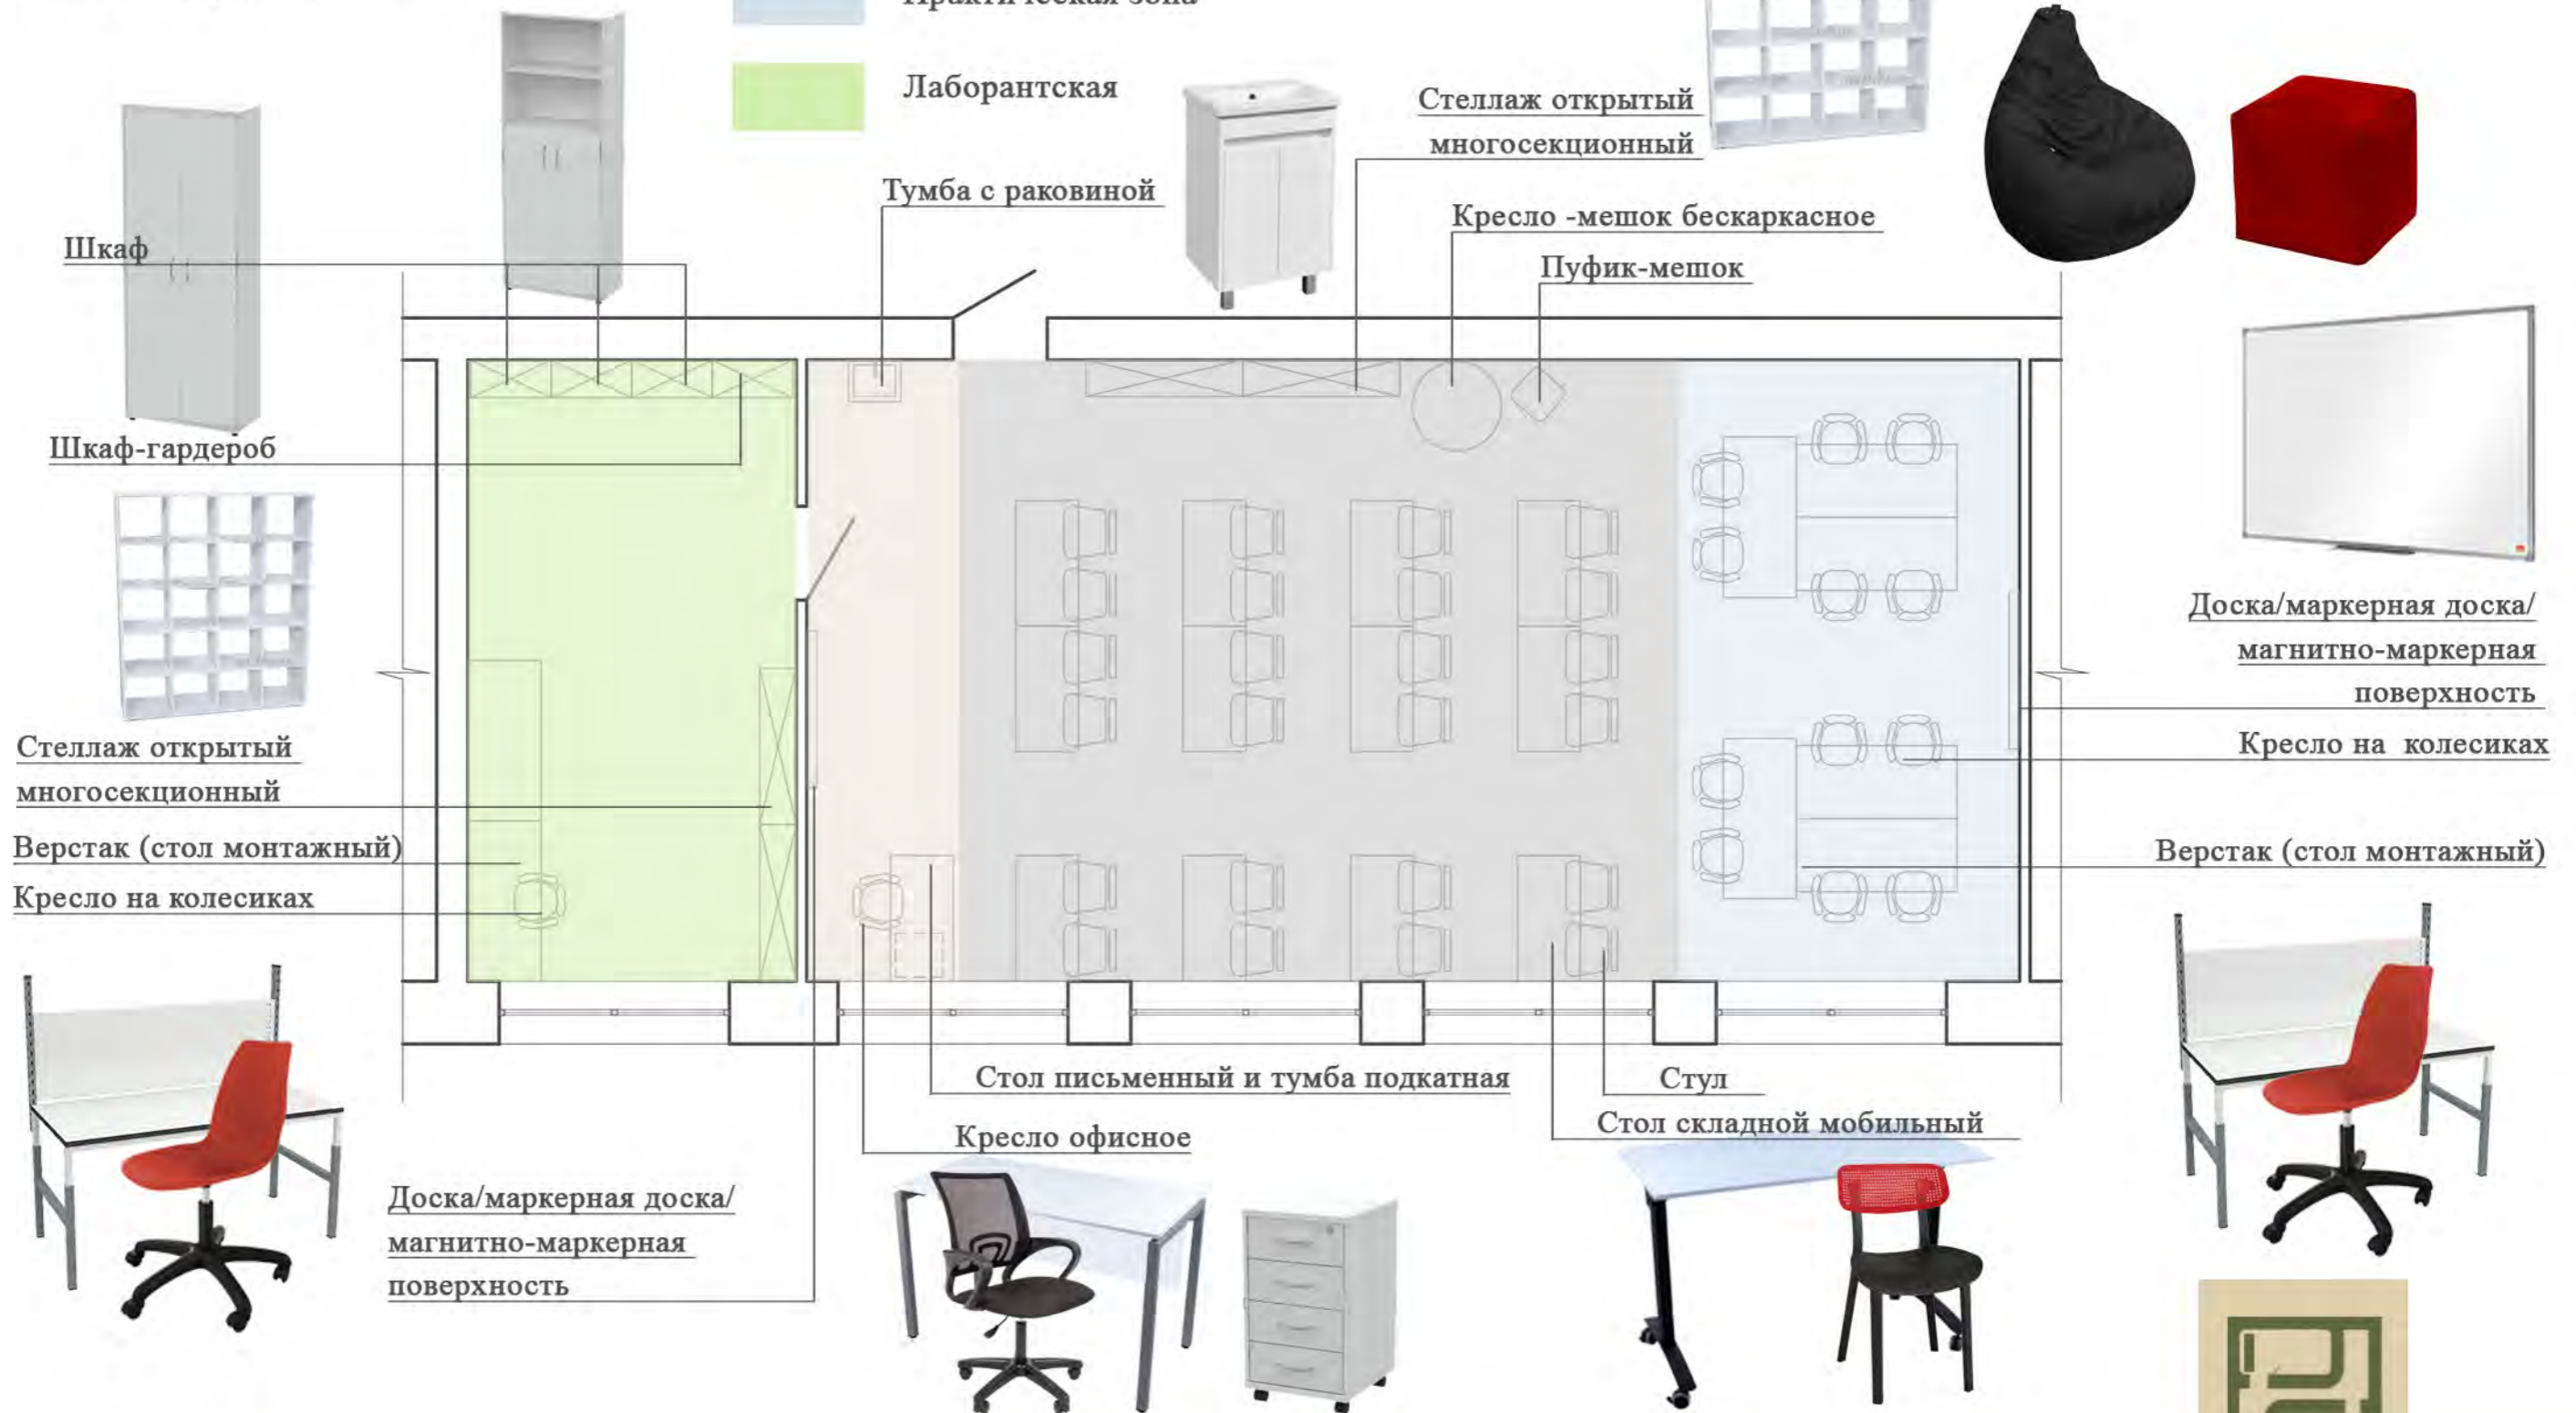 Практическая зона
Лаборантская
Стеллаж открытый
многосекционный
Тумба с раковиной
Кресло -мешок бескаркасное
Шкаф
Пуфик-мешок
Шкаф-гардероб
Доска/маркерная доска/
магнитно-маркерная
поверхность
Стеллаж открытый
многосекционный
Кресло на колесиках
Верстак (стол монтажный)
Верстак (стол монтажный)
Кресло на колесиках
Стол письменный и тумба подкатная
Стул
Стол складной мобильный
Кресло офисное
Доска/маркерная доска/
магнитно-маркерная
поверхность